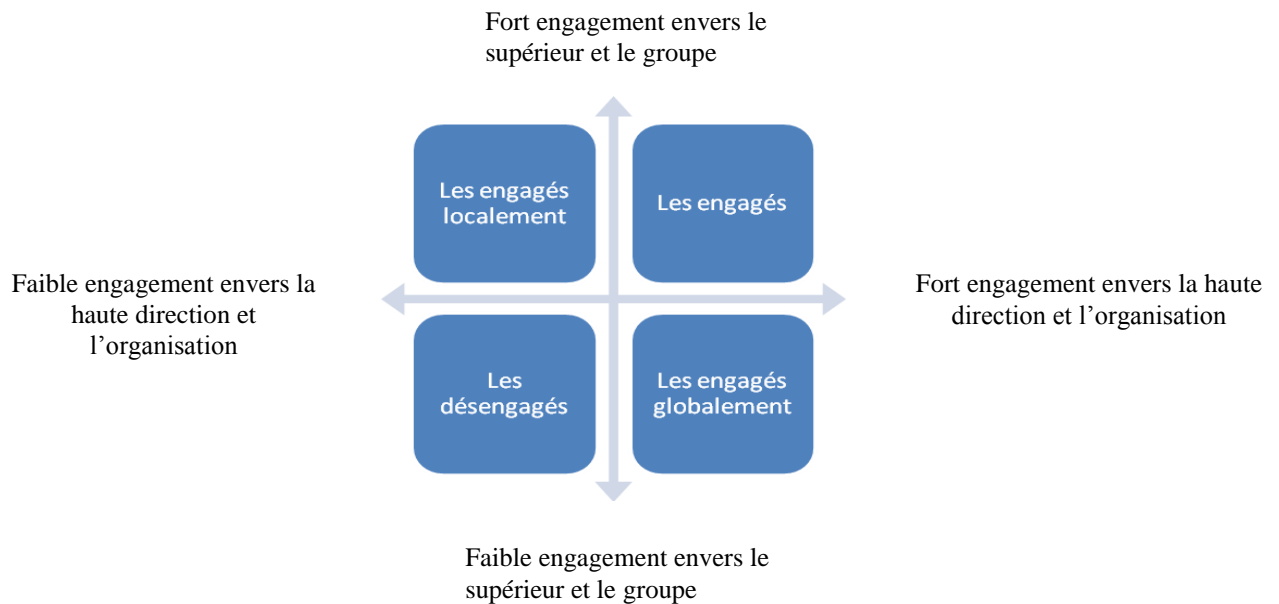 Fort engagement envers le
supérieur et le groupe
Les engagés
localement
Les engagés
Faible engagement envers la
haute direction et
l’organisation
Fort engagement envers la haute
direction et l’organisation
Les
désengagés
Les engagés
globalement
Faible engagement envers le
supérieur et le groupe